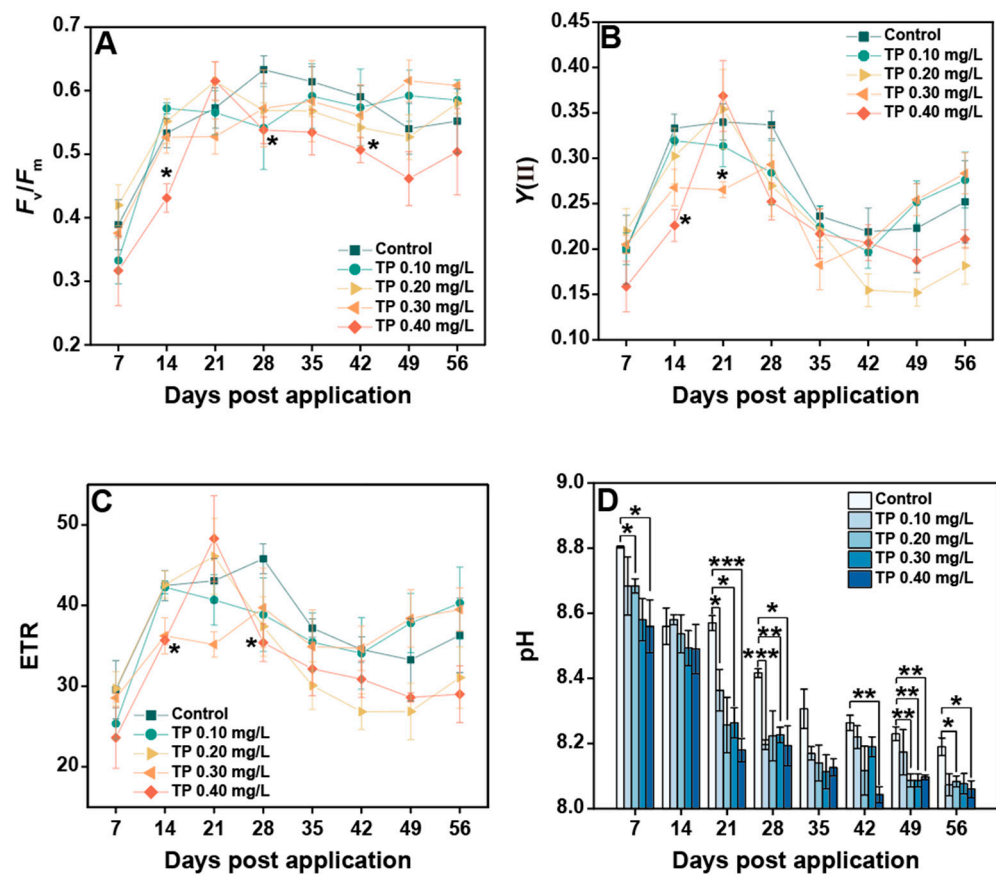 A
0.7
0.6
0.5
0.4
0.3
0.2
Fv/Fm
*
*
*
Control
TP 0.10 mg/L
TP 0.20 mg/L
TP 0.30 mg/L
TP 0.40 mg/L
7 14 21 28 35 42 49 56
Days post application
B
0.45
0.40
0.35
0.30
0.25
0.20
0.15
0.10
Y(II)
Control
TP 0.10 mg/L
TP 0.20 mg/L
TP 0.30 mg/L
TP 0.40 mg/L
*
*
7 14 21 28 35 42 49 56
Days post application
C
50
40
30
20
ETR
*
*
Control
TP 0.10 mg/L
TP 0.20 mg/L
TP 0.30 mg/L
TP 0.40 mg/L
7 14 21 28 35 42 49 56
Days post application
D
9.0
8.8
8.6
8.4
8.2
8.0
pH
Control
TP 0.10 mg/L
TP 0.20 mg/L
TP 0.30 mg/L
TP 0.40 mg/L
*
*
***
*
*
*
**
***
**
**
**
**
*
*
7 14 21 28 35 42 49 56
Days post application